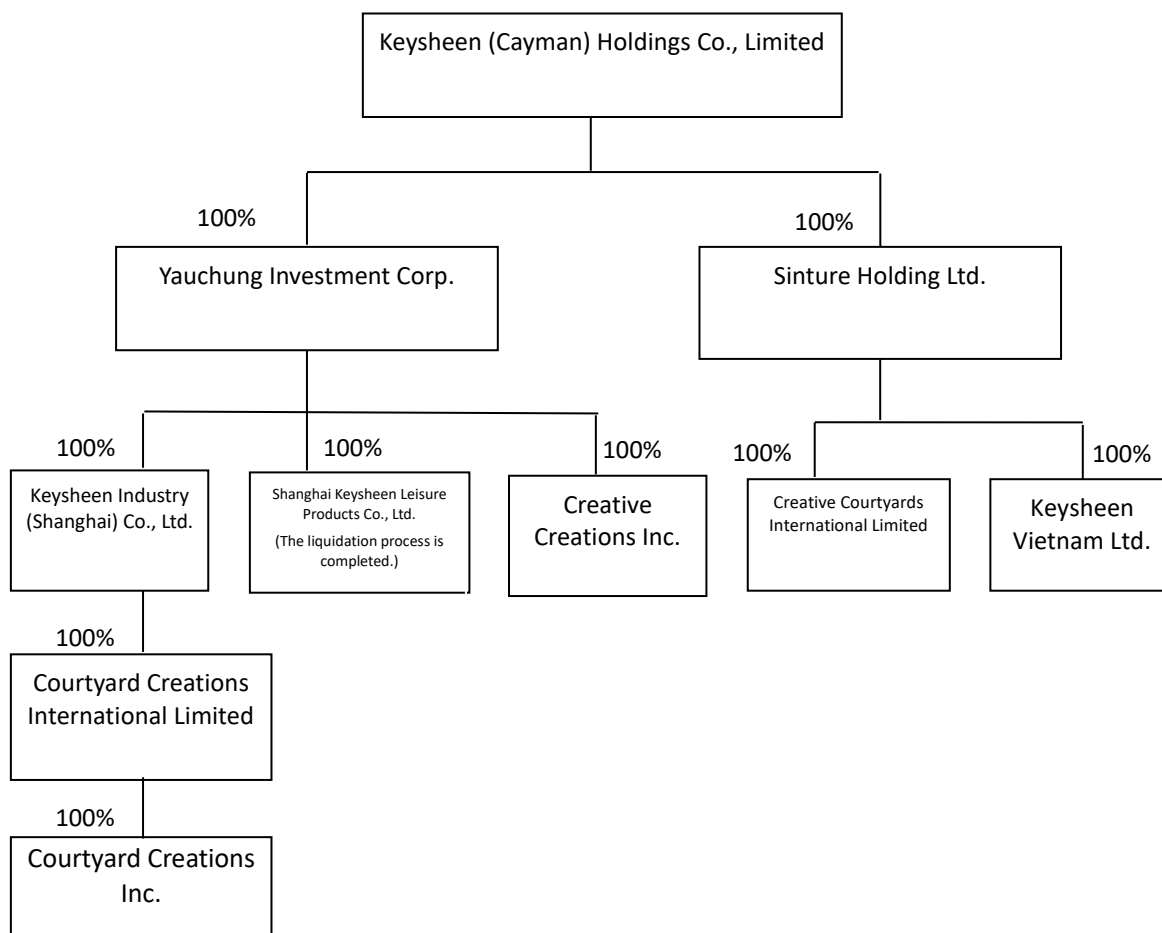 Keysheen (Cayman) Holdings Co., Limited
100%
100%
Yauchung Investment Corp.
Sinture Holding Ltd.
100%
100%
100%
100%
100%
Keysheen Industry
(Shanghai) Co., Ltd.
Shanghai Keysheen Leisure
Products Co., Ltd.
(The liquidation process is
completed.)
Creative
Creations Inc.
Creative Courtyards
International Limited
Keysheen
Vietnam Ltd.
100%
Courtyard Creations
International Limited
100%
Courtyard Creations
Inc.